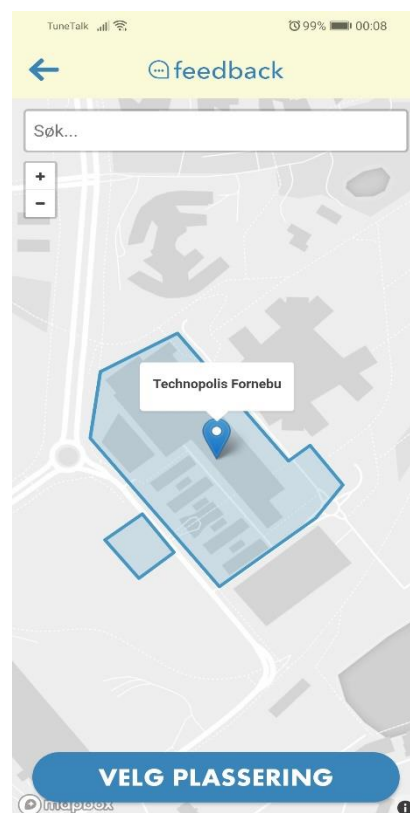 TuneTalk 99% 00:08
feedback
Søk...
+
-
Technopolis Fornebu
VELG PLASSERING
mapbox